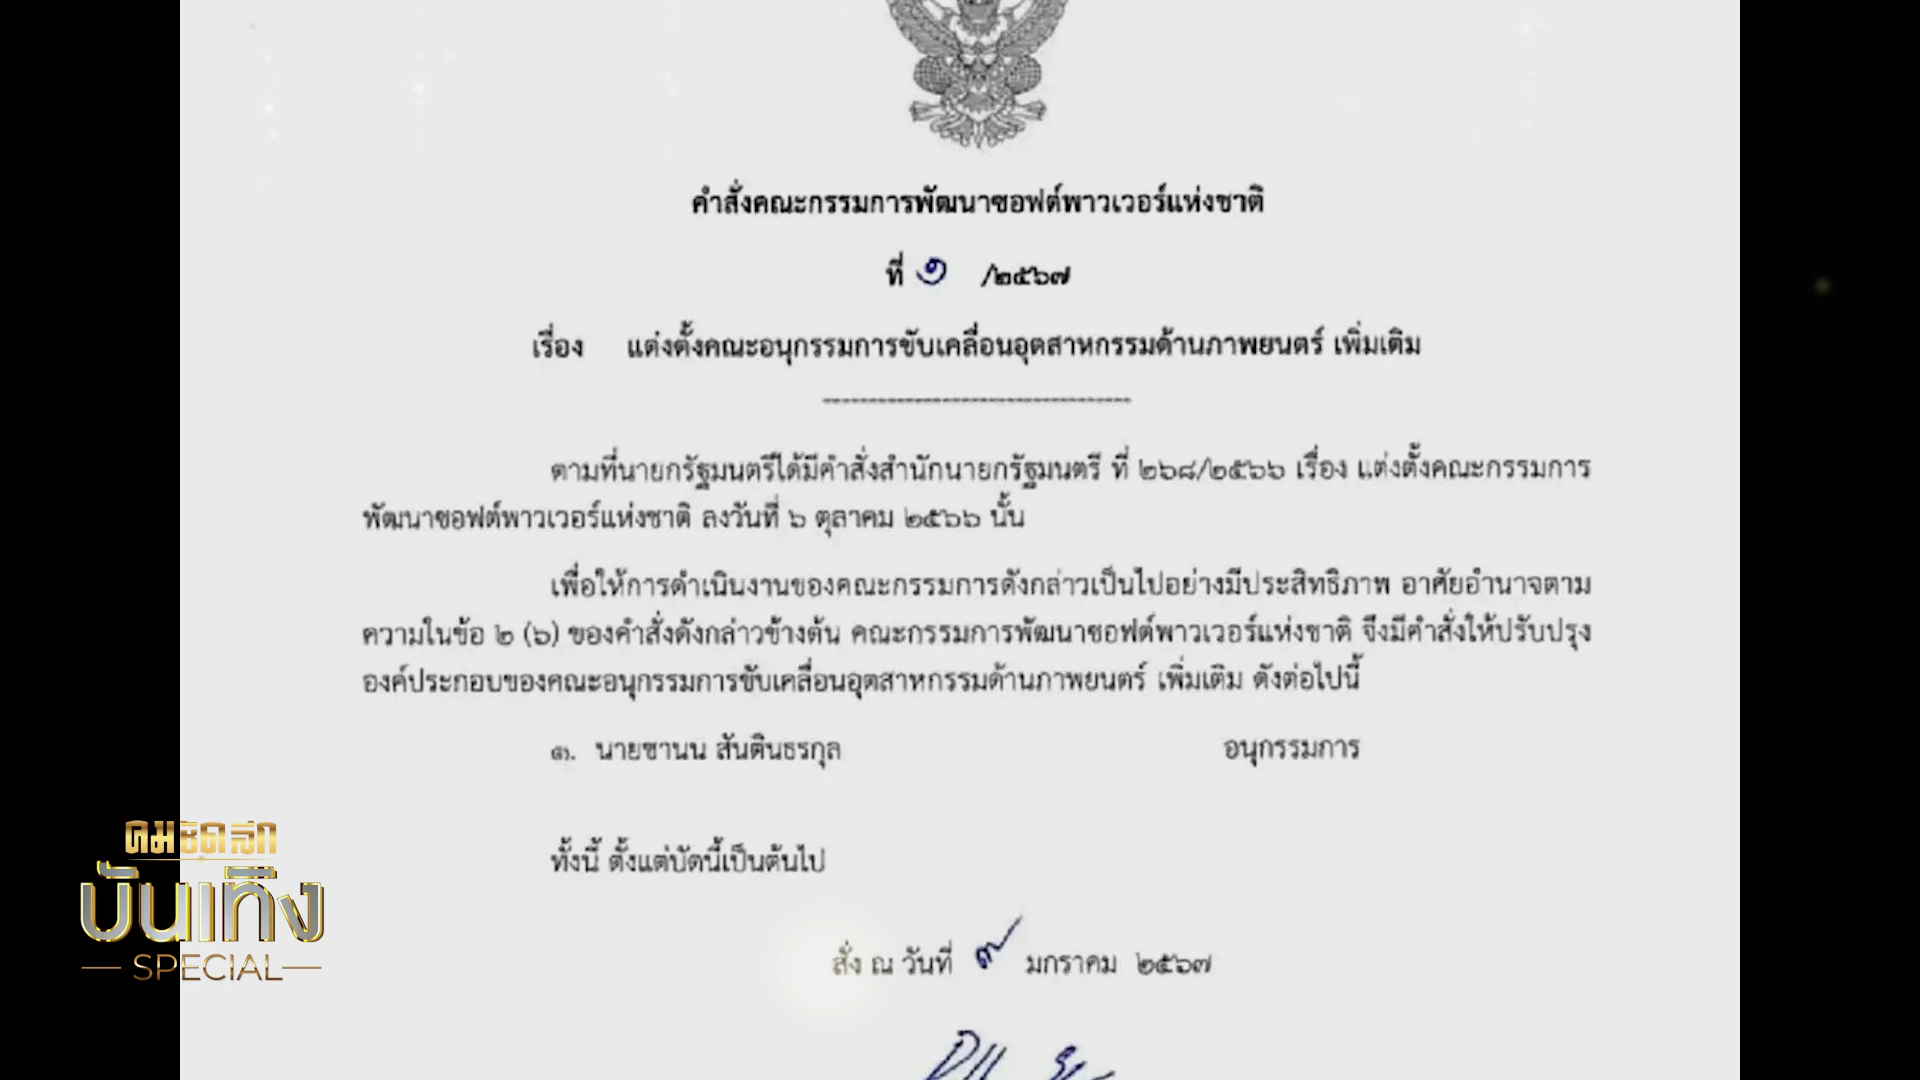 คำสั่งคณะกรรมการพัฒนาซอฟต์พาวเวอร์แห่งชาติ
ที่ ๑ /๒๕๖๗
เรื่อง แต่งตั้งคณะอนุกรรมการขับเคลื่อนอุตสาหกรรมด้านภาพยนตร์ เพิ่มเติม
ตามที่นายกรัฐมนตรีได้มีคำสั่งสำนักนายกรัฐมนตรี ที่ ๒๖๘/๒๕๖๖ เรื่อง แต่งตั้งคณะกรรมการ
พัฒนาซอฟต์พาวเวอร์แห่งชาติ ลงวันที่ ๖ ตุลาคม ๒๕๖๖ นั้น
เพื่อให้การดำเนินงานของคณะกรรมการดังกล่าวเป็นไปอย่างมีประสิทธิภาพ อาศัยอำนาจตาม
ความในข้อ ๒ (๖) ของคำสั่งดังกล่าวข้างต้น คณะกรรมการพัฒนาซอฟต์พาวเวอร์แห่งชาติ จึงมีคำสั่งให้ปรับปรุง
องค์ประกอบของคณะอนุกรรมการขับเคลื่อนอุตสาหกรรมด้านภาพยนตร์ เพิ่มเติม ดังต่อไปนี้
๑. นายชานน สันตินธรกุล อนุกรรมการ
ทั้งนี้ ตั้งแต่บัดนี้เป็นต้นไป
สั่ง ณ วันที่ ๙ มกราคม ๒๕๖๗
คมชัดลึก
บันเทิง
SPECIAL